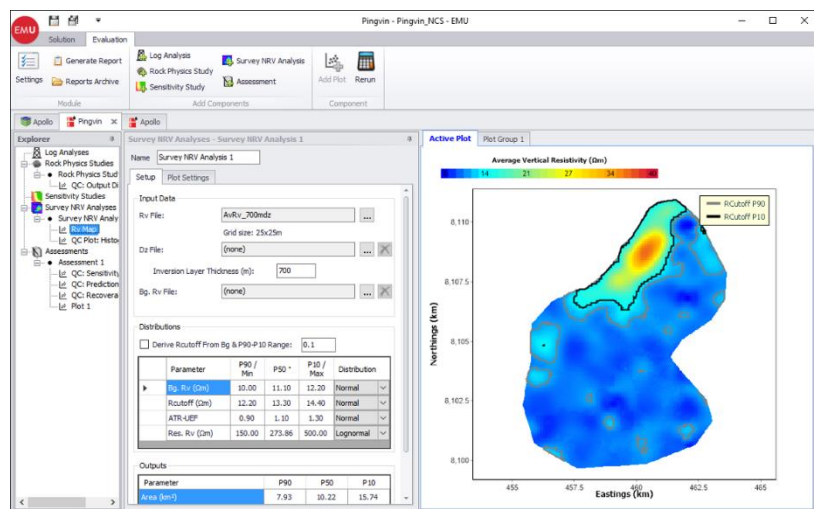 Pingvin - Pingvin_NCS - EMU
EMU
Solution Evaluation
Settings
Generate Report
Reports Archive
Module
Log Analysis
Rock Physics Study
Sensitivity Study
Survey NRV Analysis
Assessment
Add Components
Add Plot Rerun
Component
Apollo Pingvin Apollo
Explorer
Log Analyses
Rock Physics Studies
Rock Physics Stud
QC: Output Di
Sensitivity Studies
Survey NRV Analyses
Survey NRV Analy
Rv Map
QC Plot: Histo
Assessments
Assessment 1
QC: Sensitivity
QC: Prediction
QC: Recovera
Plot 1
Survey NRV Analyses - Survey NRV Analysis 1
Name Survey NRV Analysis 1
Setup Plot Settings
Input Data
Rv File: AvRv_700mdz ...
Grid size: 25x25m
Dz File: (none) ...
Inversion Layer Thickness (m): 700
Bg. Rv File: (none) ...
Distributions
Derive Rcutoff From Bg & P90-P10 Range: 0.1
Parameter P90 / Min P50 P10 / Max Distribution
Bg. Rv (Ωm) 10.00 11.10 12.20 Normal
Rcutoff (Ωm) 12.20 13.30 14.40 Normal
ATR-UEF 0.90 1.10 1.30 Normal
Res. Rv (Ωm) 150.00 273.86 500.00 Lognormal
Outputs
Parameter P90 P50 P10
Area (km²) 7.93 10.22 15.74
Active Plot Plot Group 1
Average Vertical Resistivity (Ωm)
14 21 27 34 40
RCutoff P90
RCutoff P10
Northings (km)
8,110
8,107.5
8,105
8,102.5
8,100
455 457.5 460 462.5 465
Eastings (km)